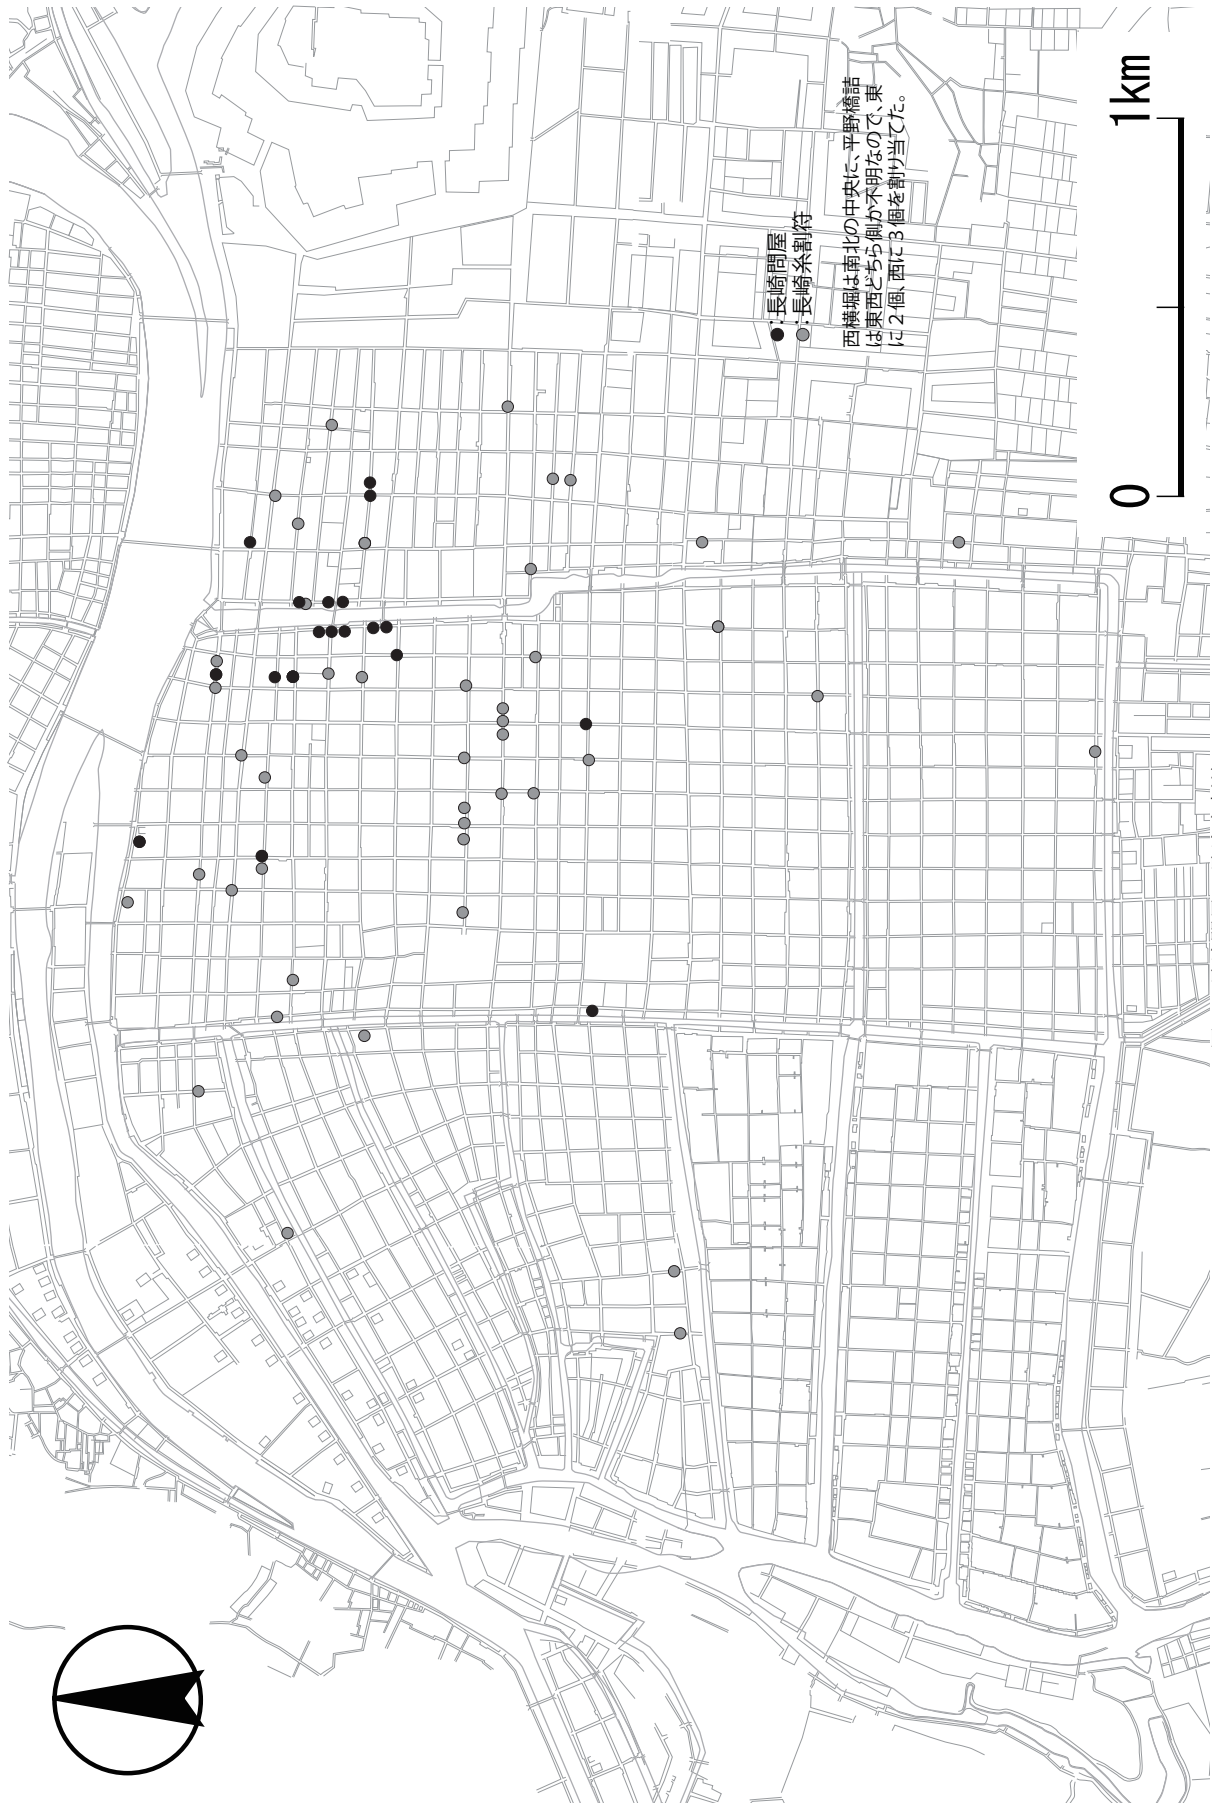 ●：長崎問屋
●：長崎糸割符
西横堀は南北の中央に、平野橋詰
は東西どちら側か不明なので、東
に２個、西に３個を割り当てた。
0
1km